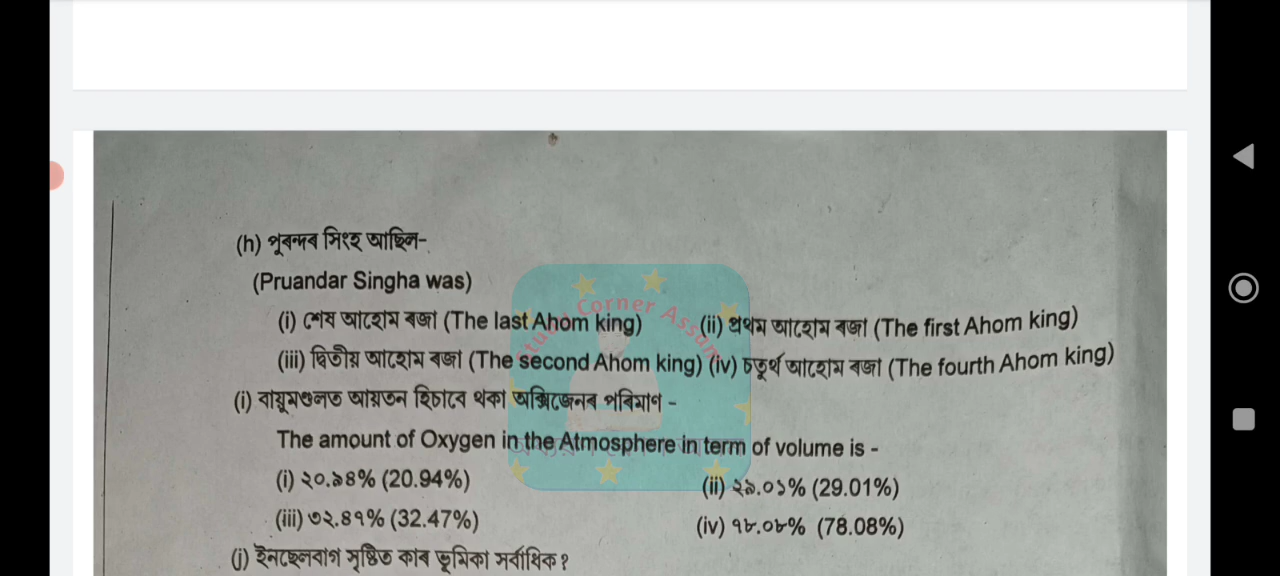 (h) পূৰন্দৰ সিংহ আছিল-
(Pruandar Singha was)
(i) শেষ আহোম ৰজা (The last Ahom king) (ii) প্ৰথম আহোম ৰজা (The first Ahom king)
(iii) দ্বিতীয় আহোম ৰজা (The second Ahom king) (iv) চতুৰ্থ আহোম ৰজা (The fourth Ahom king)
(i) বায়ূমণ্ডলত আয়তন হিচাবে থকা অক্সিজেনৰ পৰিমাণ -
The amount of Oxygen in the Atmosphere in term of volume is -
(i) ২০.৯৪% (20.94%) (ii) ২৯.০১% (29.01%)
(iii) ৩২.৪৭% (32.47%) (iv) ৭৮.০৮% (78.08%)
(j) ইনছেলবাৰ্গ সৃষ্টিত কাৰ ভূমিকা সৰ্বাধিক?
Corner Assam